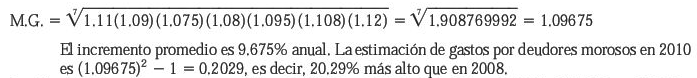 M.G. = ⁷√1.11(1.09)(1.075)(1.08)(1.095)(1.108)(1.12) = ⁷√1.908769992 = 1.09675
El incremento promedio es 9.675% anual. La estimación de gastos por deudores morosos en 2010
es (1.09675)² − 1 = 0.2029, es decir, 20.29% más alto que en 2008.